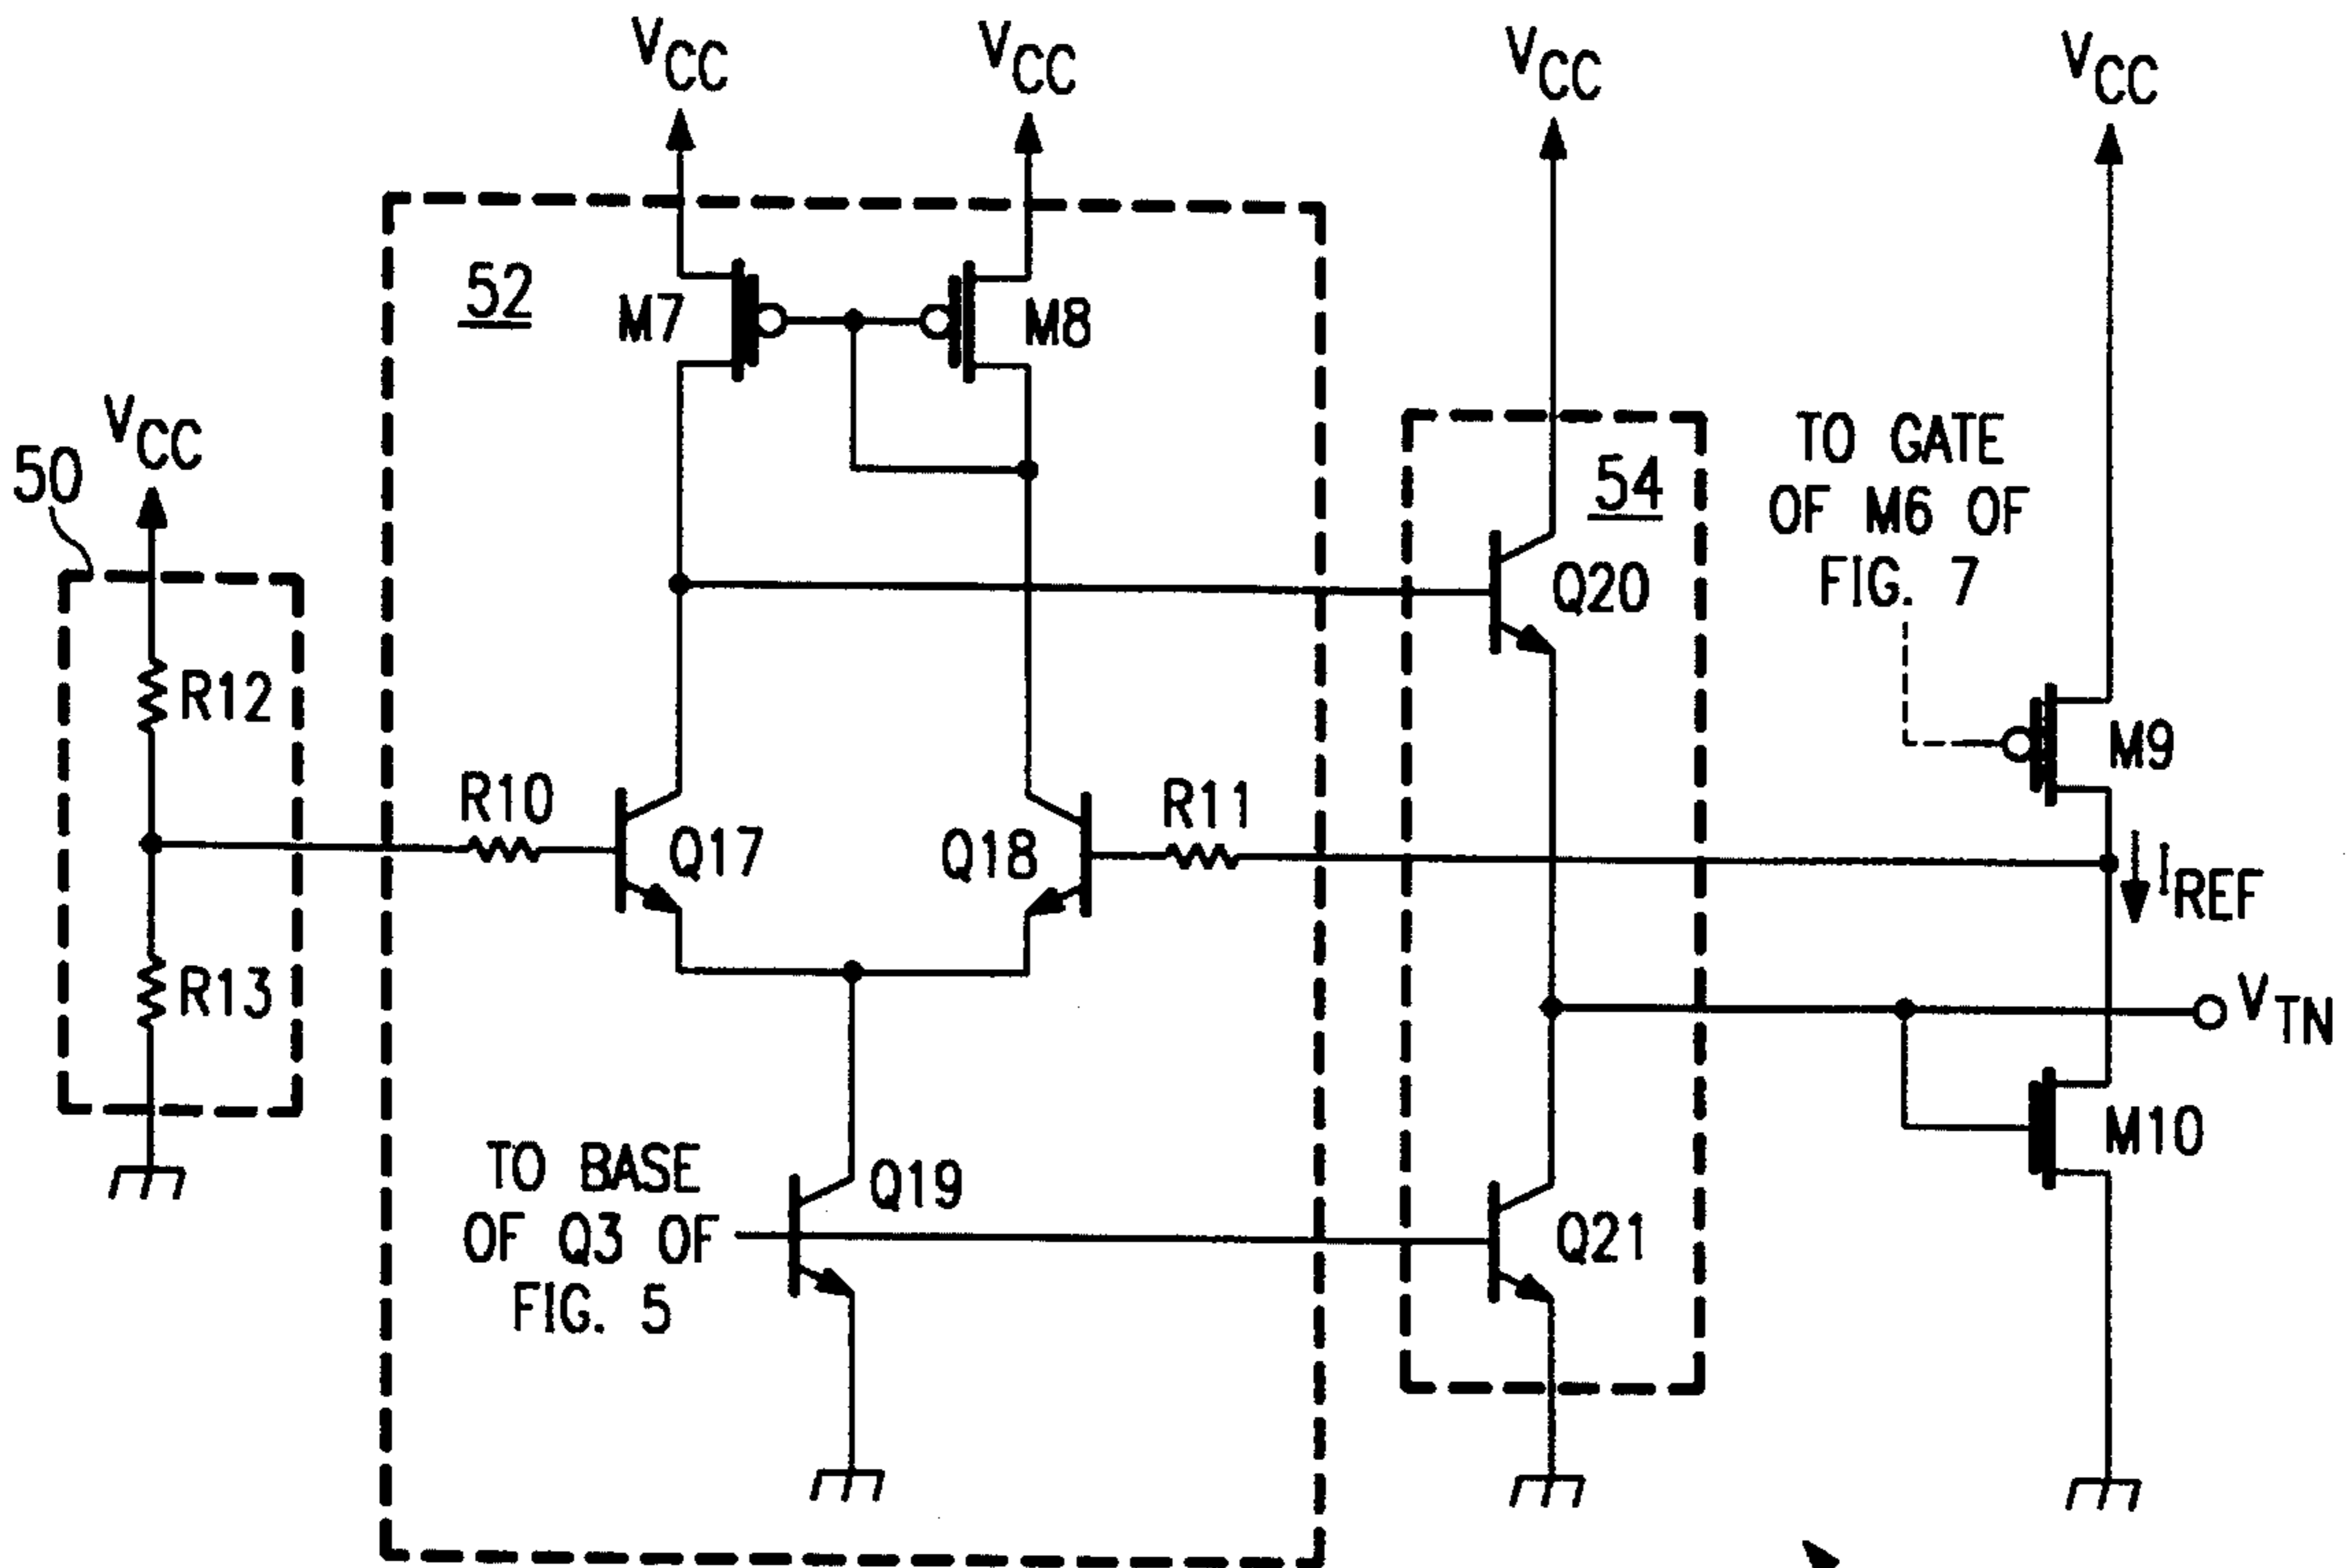 VCC
VCC
VCC
VCC
52
M7
M8
VCC
50
54
TO GATE
OF M6 OF
FIG. 7
Q20
R12
M9
R10
Q17
Q18
R11
IREF
R13
VTN
M10
TO BASE
OF Q3 OF
FIG. 5
Q19
Q21